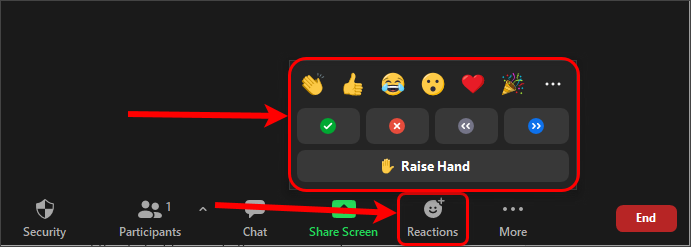 Raise Hand
1
Security
Participants
Chat
Share Screen
Reactions
More
End